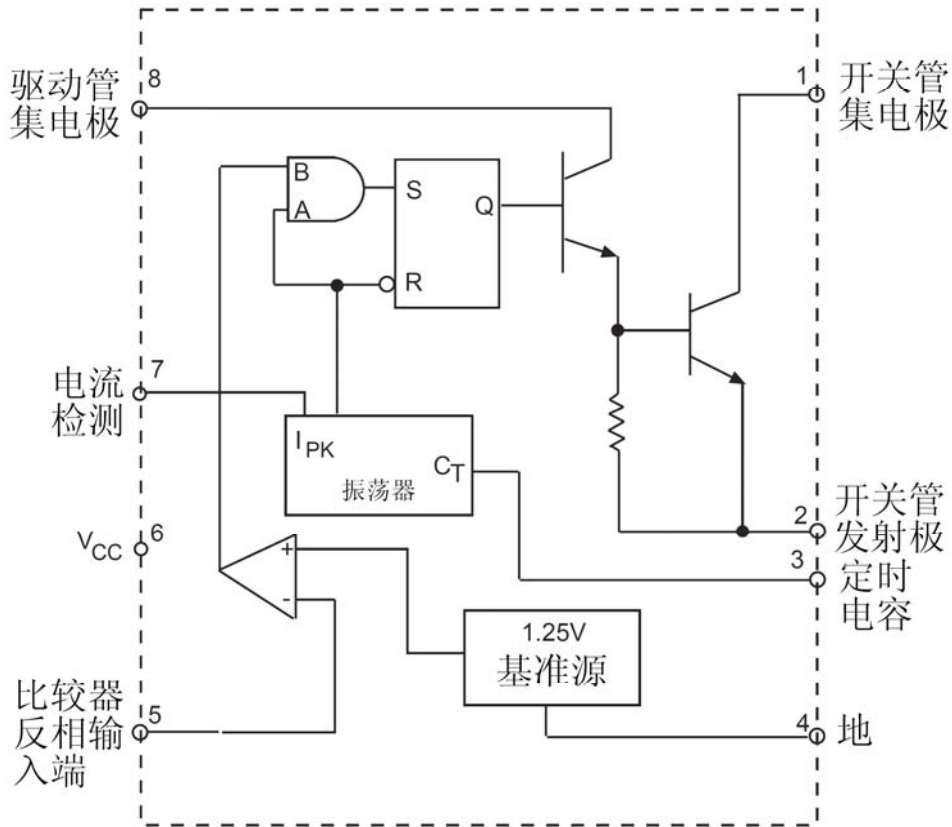 8
驱动管
集电极
1
开关管
集电极
B
A
S
Q
R
7
电流
检测
I PK
C T
振荡器
6
V CC
2
开关管
发射极
3
定时
电容
+
-
1.25V
基准源
5
比较器
反相输
入端
4
地